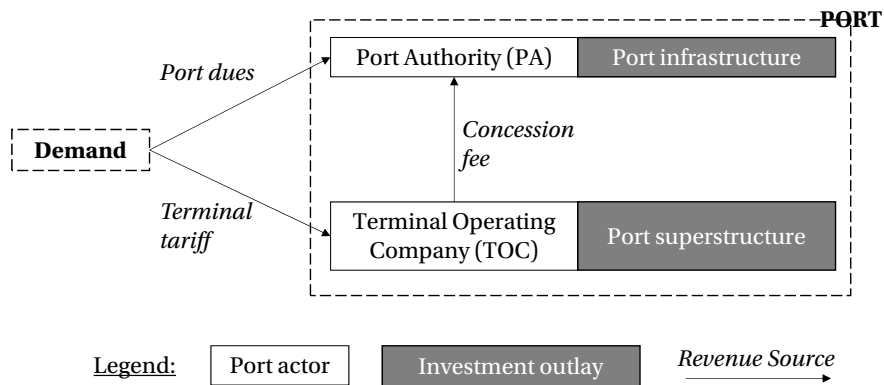 PORT
Port Authority (PA)
Port infrastructure
Port dues
Concession
fee
Demand
Terminal
tariff
Terminal Operating
Company (TOC)
Port superstructure
Legend:
Port actor
Investment outlay
Revenue Source